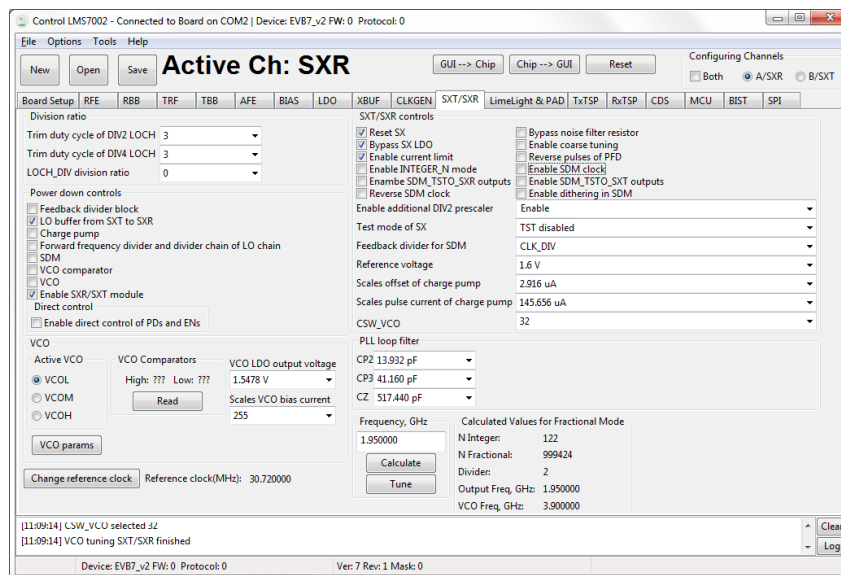 Control LMS7002 - Connected to Board on COM2 | Device: EVB7_v2 FW: 0 Protocol: 0
File Options Tools Help
New Open Save Active Ch: SXR GUI --> Chip Chip --> GUI Reset Configuring Channels
Both A/SXR B/SXT
Board Setup RFE RBB TRF TBB AFE BIAS LDO XBUF CLKGEN SXT/SXR LimeLight & PAD TxTSP RxTSP CDS MCU BIST SPI
Division ratio
Trim duty cycle of DIV2 LOCH 3
Trim duty cycle of DIV4 LOCH 3
LOCH_DIV division ratio 0
Power down controls
Feedback divider block
LO buffer from SXT to SXR
Charge pump
Forward frequency divider and divider chain of LO chain
SDM
VCO comparator
VCO
Enable SXR/SXT module
Direct control
Enable direct control of PDs and ENs
VCO
Active VCO
VCOL
VCOM
VCOH
VCO Comparators
High: ??? Low: ???
Read
VCO LDO output voltage
1.5478 V
Scales VCO bias current
255
VCO params
Change reference clock Reference clock(MHz): 30.720000
SXT/SXR controls
Reset SX Bypass noise filter resistor
Bypass SX LDO Enable coarse tuning
Enable current limit Reverse pulses of PFD
Enable INTEGER_N mode Enable SDM clock
Enambe SDM_TSTO_SXR outputs Enable SDM_TSTO_SXT outputs
Reverse SDM clock Enable dithering in SDM
Enable additional DIV2 prescaler Enable
Test mode of SX TST disabled
Feedback divider for SDM CLK_DIV
Reference voltage 1.6 V
Scales offset of charge pump 2.916 uA
Scales pulse current of charge pump 145.656 uA
CSW_VCO 32
PLL loop filter
CP2 13.932 pF
CP3 41.160 pF
CZ 517.440 pF
Frequency, GHz
1.950000
Calculate
Tune
Calculated Values for Fractional Mode
N Integer: 122
N Fractional: 999424
Divider: 2
Output Freq, GHz: 1.950000
VCO Freq, GHz: 3.900000
[11:09:14] CSW_VCO selected 32
[11:09:14] VCO tuning SXT/SXR finished
Clear
Log
Device: EVB7_v2 FW: 0 Protocol: 0 Ver: 7 Rev: 1 Mask: 0